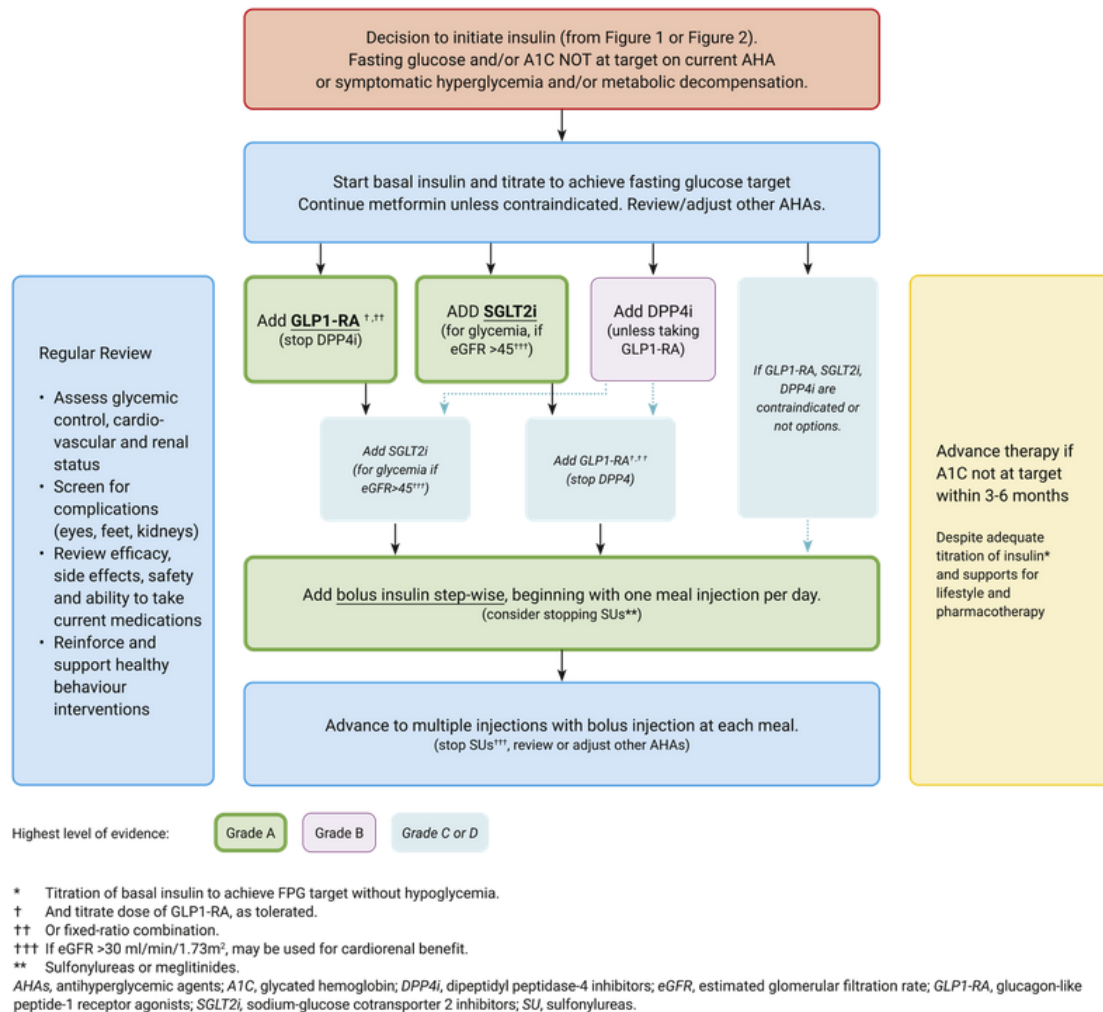 Decision to initiate insulin (from Figure 1 or Figure 2).
Fasting glucose and/or A1C NOT at target on current AHA
or symptomatic hyperglycemia and/or metabolic decompensation.
Start basal insulin and titrate to achieve fasting glucose target
Continue metformin unless contraindicated. Review/adjust other AHAs.
Regular Review
• Assess glycemic
control, cardio-
vascular and renal
status
• Screen for
complications
(eyes, feet, kidneys)
• Review efficacy,
side effects, safety
and ability to take
current medications
• Reinforce and
support healthy
behaviour
interventions
Add GLP1-RA †,††
(stop DPP4i)
ADD SGLT2i
(for glycemia, if
eGFR >45†††)
Add DPP4i
(unless taking
GLP1-RA)
If GLP1-RA, SGLT2i,
DPP4i are
contraindicated or
not options.
Add SGLT2i
(for glycemia if
eGFR>45†††)
Add GLP1-RA†,††
(stop DPP4)
Add bolus insulin step-wise, beginning with one meal injection per day.
(consider stopping SUs**)
Advance to multiple injections with bolus injection at each meal.
(stop SUs†††, review or adjust other AHAs)
Advance therapy if
A1C not at target
within 3-6 months
Despite adequate
titration of insulin*
and supports for
lifestyle and
pharmacotherapy
Highest level of evidence:
Grade A
Grade B
Grade C or D
* Titration of basal insulin to achieve FPG target without hypoglycemia.
† And titrate dose of GLP1-RA, as tolerated.
†† Or fixed-ratio combination.
††† If eGFR >30 ml/min/1.73m², may be used for cardiorenal benefit.
** Sulfonylureas or meglitinides.
AHAs, antihyperglycemic agents; A1C, glycated hemoglobin; DPP4i, dipeptidyl peptidase-4 inhibitors; eGFR, estimated glomerular filtration rate; GLP1-RA, glucagon-like
peptide-1 receptor agonists; SGLT2i, sodium-glucose cotransporter 2 inhibitors; SU, sulfonylureas.